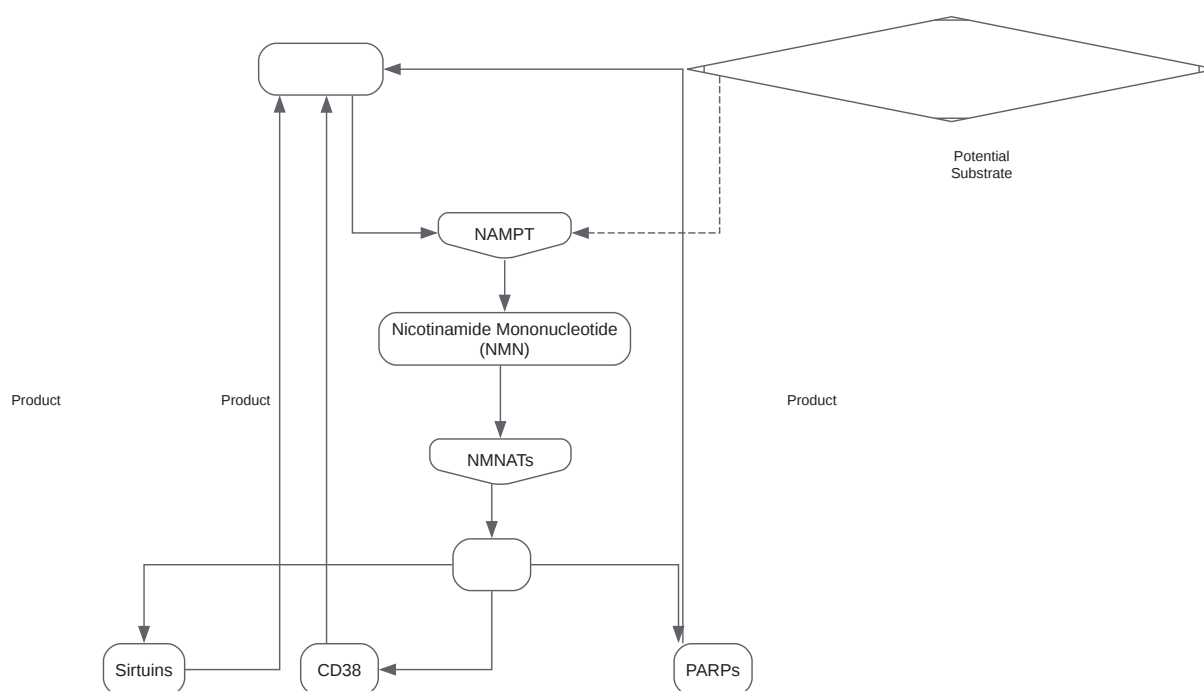 Potential
Substrate
NAMPT
Nicotinamide Mononucleotide
(NMN)
Product
Product
Product
NMNATs
Sirtuins
CD38
PARPs